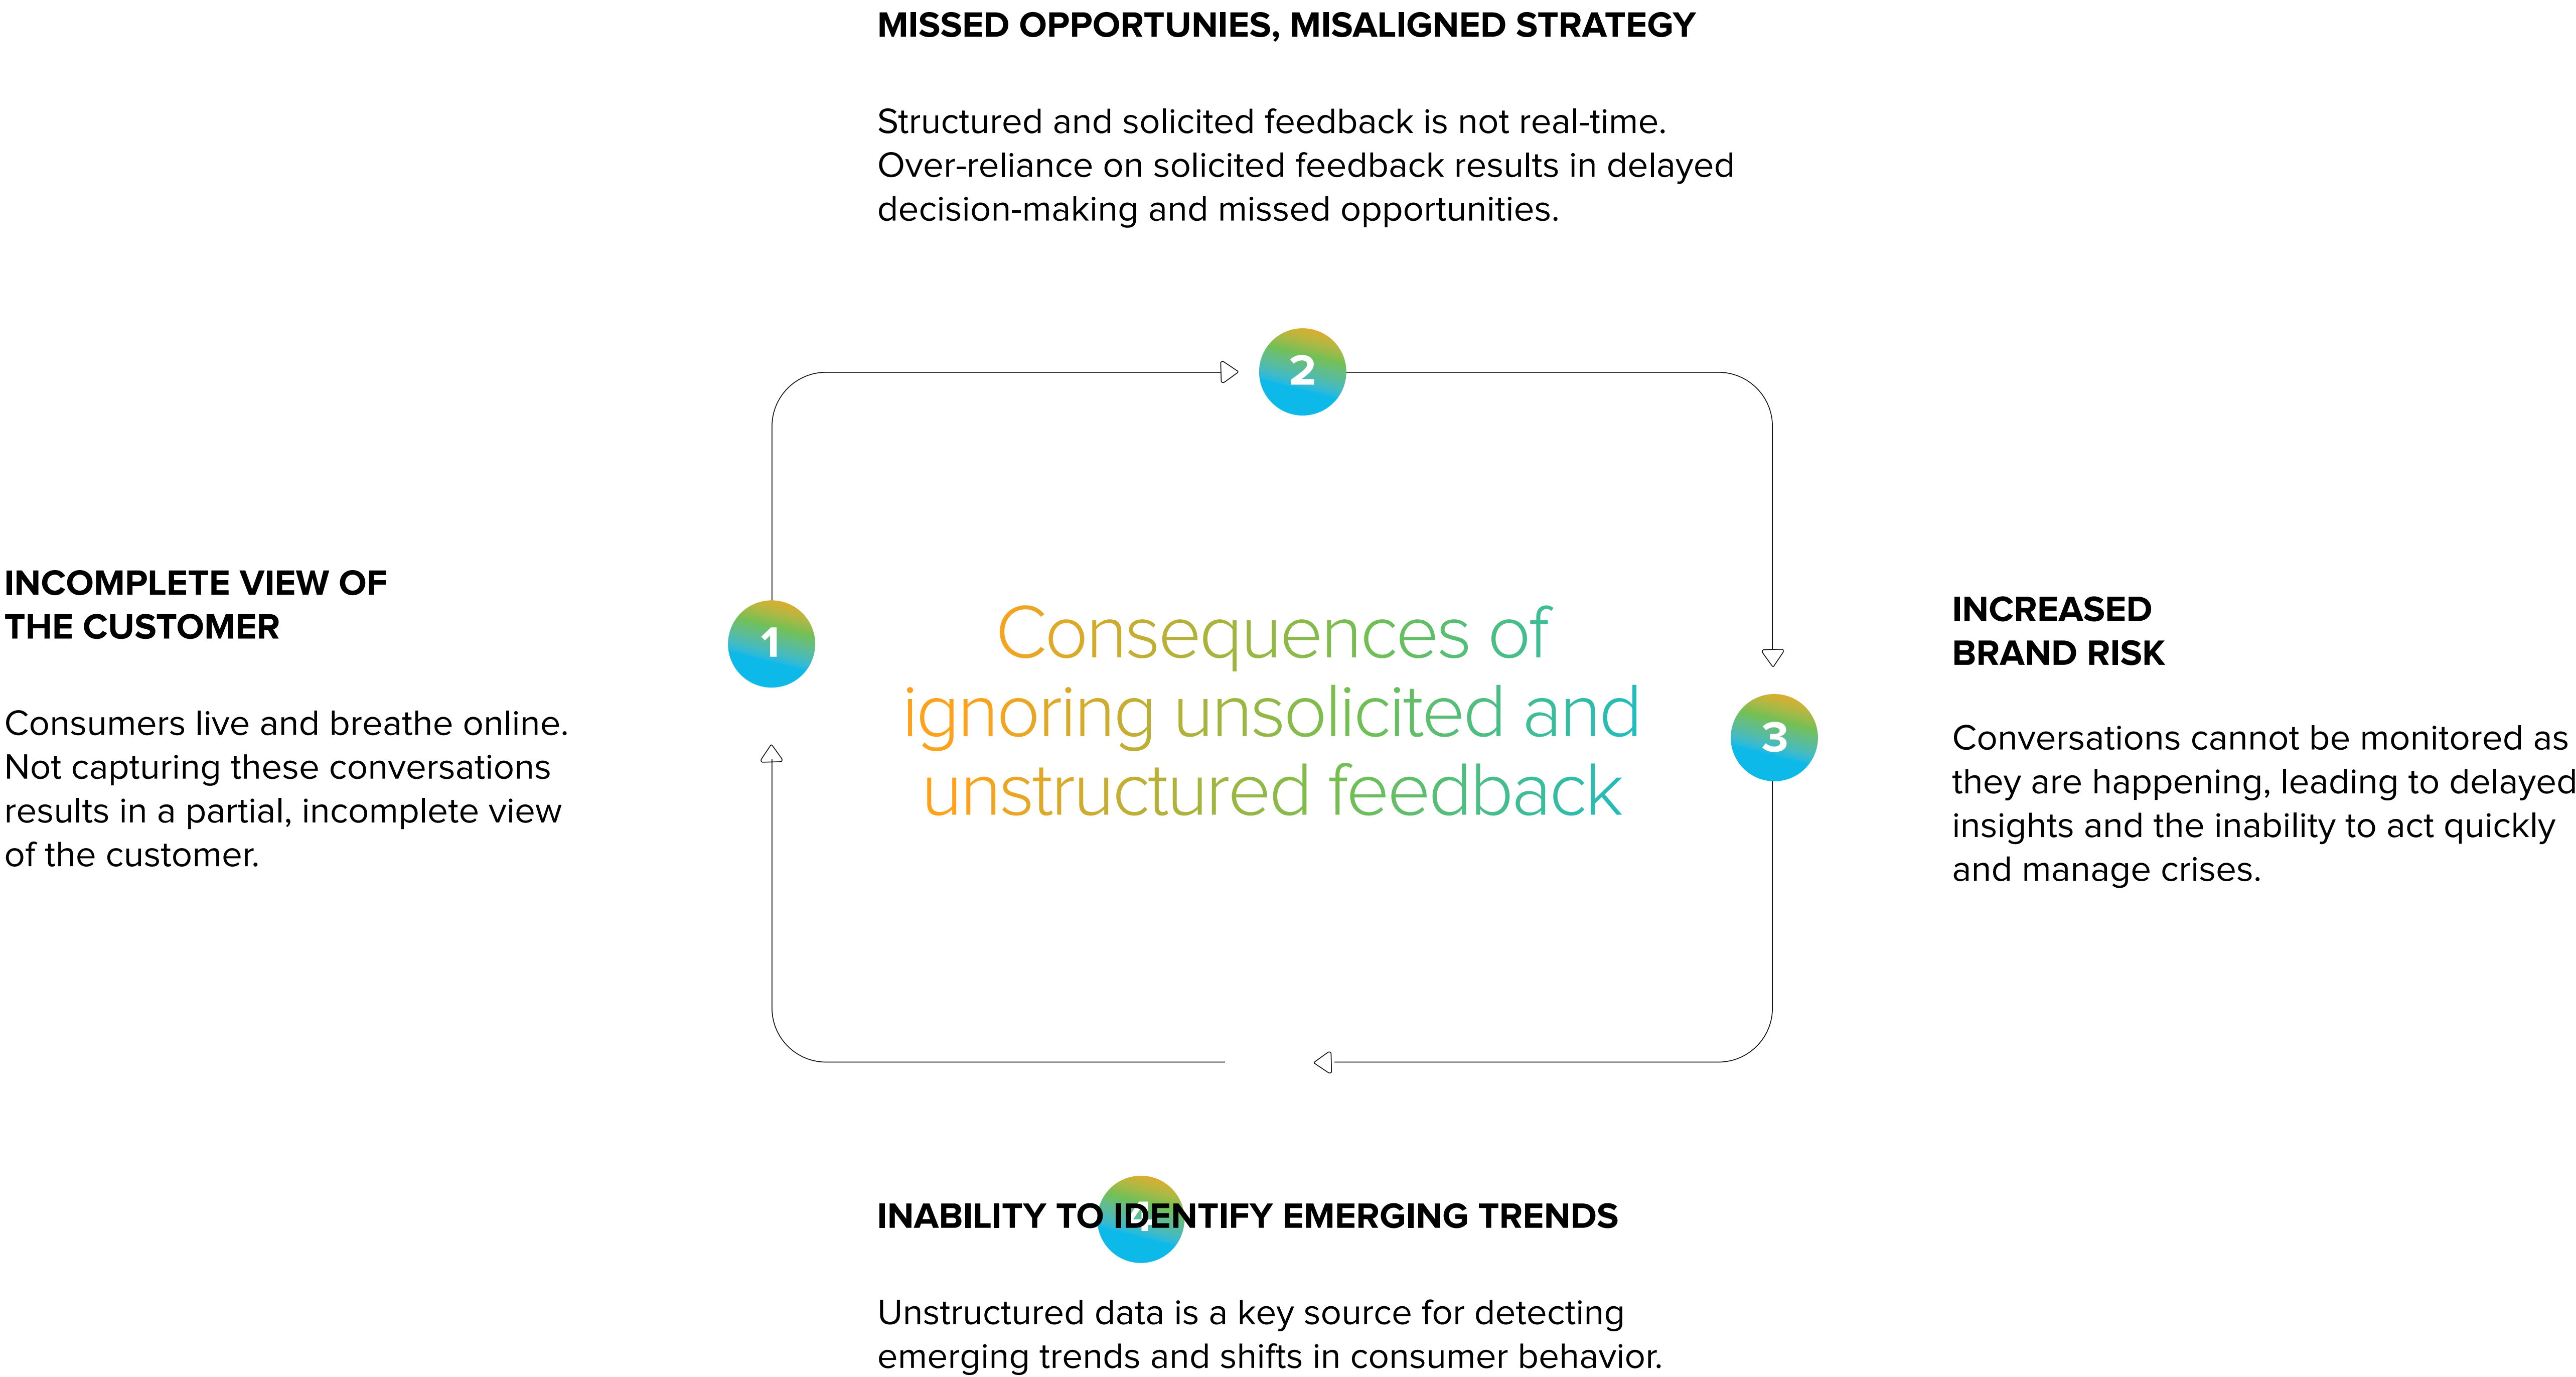 MISSED OPPORTUNIES, MISALIGNED STRATEGY
Structured and solicited feedback is not real-time.
Over-reliance on solicited feedback results in delayed
decision-making and missed opportunities.
2
INCOMPLETE VIEW OF
THE CUSTOMER
Consumers live and breathe online.
Not capturing these conversations
results in a partial, incomplete view
of the customer.
1
Consequences of
ignoring unsolicited and
unstructured feedback
3
INCREASED
BRAND RISK
Conversations cannot be monitored as
they are happening, leading to delayed
insights and the inability to act quickly
and manage crises.
4
INABILITY TO IDENTIFY EMERGING TRENDS
Unstructured data is a key source for detecting
emerging trends and shifts in consumer behavior.